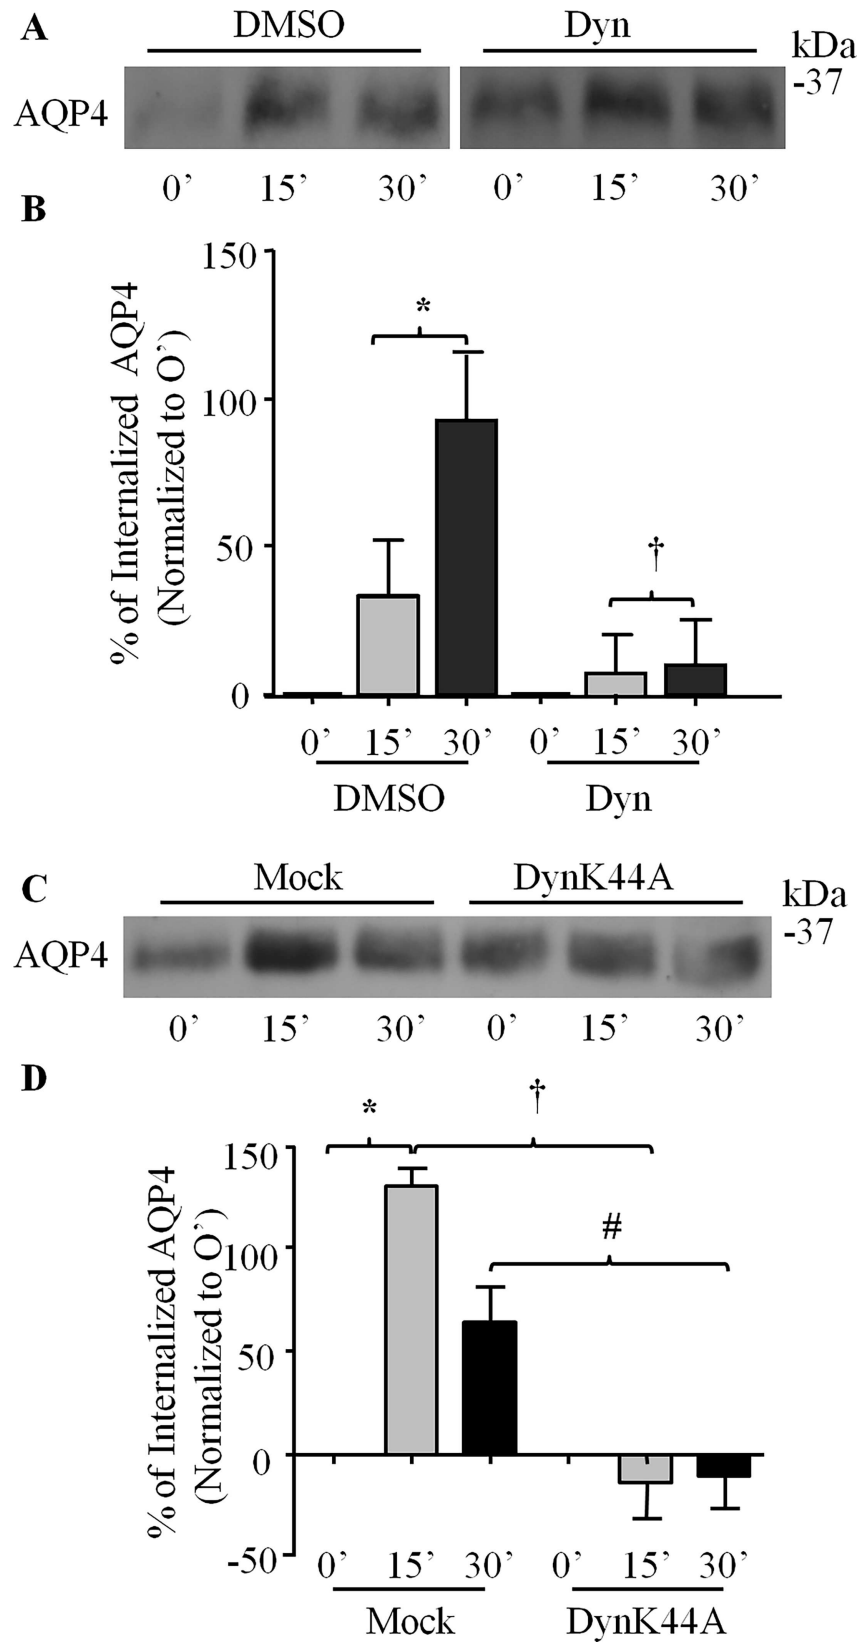 A
DMSO
Dyn
kDa
-37
AQP4
0’ 15’ 30’ 0’ 15’ 30’
B
% of Internalized AQP4
(Normalized to O’)
150
100
50
0
*
†
0’ 15’ 30’ 0’ 15’ 30’
DMSO
Dyn
C
Mock
DynK44A
kDa
-37
AQP4
0’ 15’ 30’ 0’ 15’ 30’
D
% of Internalized AQP4
(Normalized to O’)
150
100
50
0
-50
*
†
#
0’ 15’ 30’ 0’ 15’ 30’
Mock
DynK44A